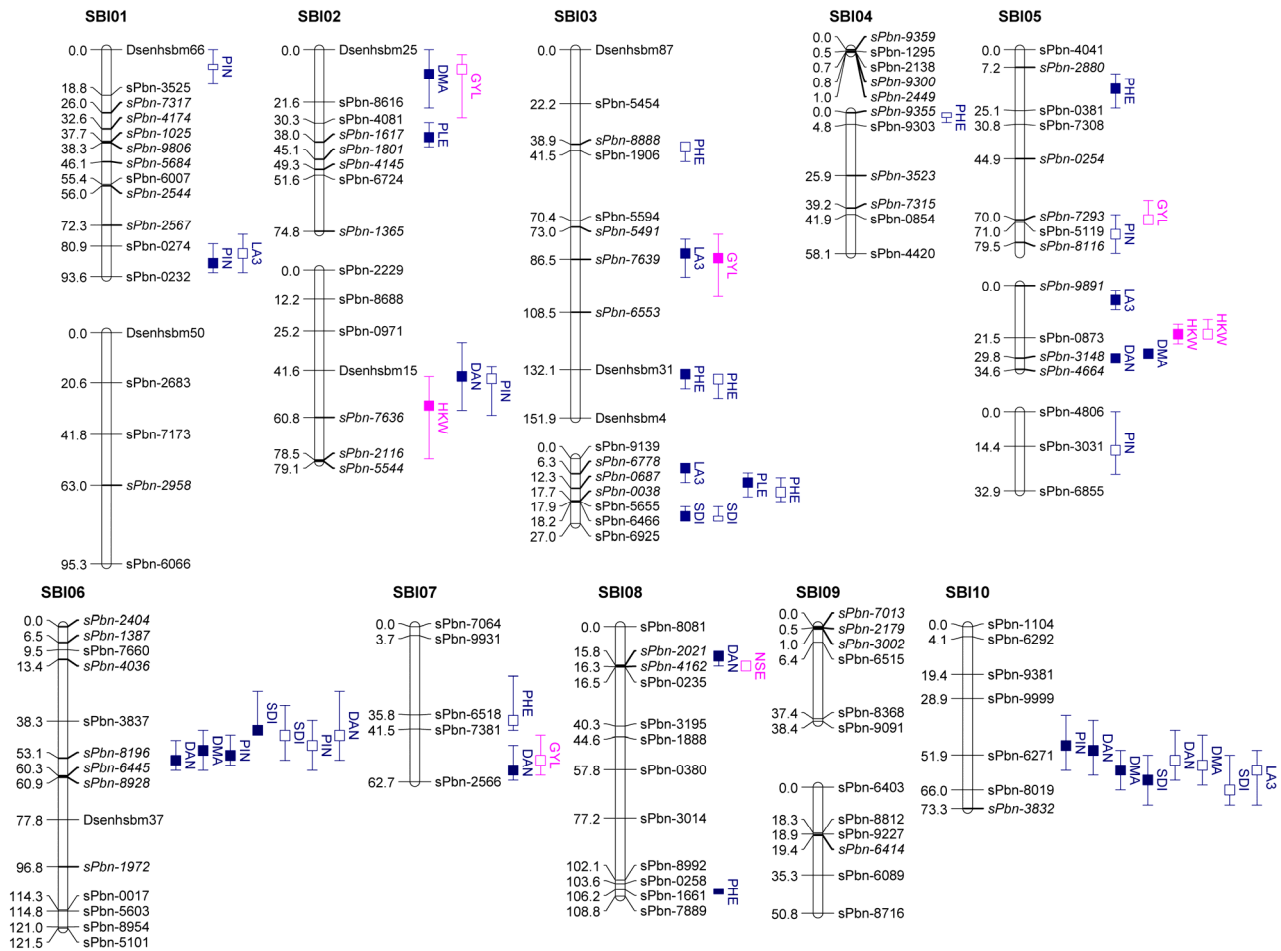 SBI01
0.0 Dsenhsbm66
18.8 sPbn-3525
26.0 sPbn-7317
32.6 sPbn-4174
37.7 sPbn-1025
38.3 sPbn-9806
46.1 sPbn-5684
55.4 sPbn-6007
56.0 sPbn-2544
72.3 sPbn-2567
80.9 sPbn-0274
93.6 sPbn-0232
PIN
PIN
LA3
0.0 Dsenhsbm50
20.6 sPbn-2683
41.8 sPbn-7173
63.0 sPbn-2958
95.3 sPbn-6066
SBI02
0.0 Dsenhsbm25
21.6 sPbn-8616
30.3 sPbn-4081
38.0 sPbn-1617
45.1 sPbn-1801
49.3 sPbn-4145
51.6 sPbn-6724
74.8 sPbn-1365
DMA
GYL
PLE
0.0 sPbn-2229
12.2 sPbn-8688
25.2 sPbn-0971
41.6 Dsenhsbm15
60.8 sPbn-7636
78.5 sPbn-2116
79.1 sPbn-5544
HKW
DAN
PIN
SBI03
0.0 Dsenhsbm87
22.2 sPbn-5454
38.9 sPbn-8888
41.5 sPbn-1906
70.4 sPbn-5594
73.0 sPbn-5491
86.5 sPbn-7639
108.5 sPbn-6553
132.1 Dsenhsbm31
151.9 Dsenhsbm4
PHE
LA3
GYL
PHE
PHE
0.0 sPbn-9139
6.3 sPbn-6778
12.3 sPbn-0687
17.7 sPbn-0038
17.9 sPbn-5655
18.2 sPbn-6466
27.0 sPbn-6925
LA3
SDI
SDI
PLE
PHE
SBI04
0.0 sPbn-9359
0.5 sPbn-1295
0.7 sPbn-2138
0.8 sPbn-9300
1.0 sPbn-2449
0.0 sPbn-9355
4.8 sPbn-9303
25.9 sPbn-3523
39.2 sPbn-7315
41.9 sPbn-0854
58.1 sPbn-4420
PHE
SBI05
0.0 sPbn-4041
7.2 sPbn-2880
25.1 sPbn-0381
30.8 sPbn-7308
44.9 sPbn-0254
70.0 sPbn-7293
71.0 sPbn-5119
79.5 sPbn-8116
PHE
PIN
GYL
0.0 sPbn-9891
21.5 sPbn-0873
29.8 sPbn-3148
34.6 sPbn-4664
LA3
DAN
DMA
HKW
HKW
0.0 sPbn-4806
14.4 sPbn-3031
32.9 sPbn-6855
PIN
SBI06
0.0 sPbn-2404
6.5 sPbn-1387
9.5 sPbn-7660
13.4 sPbn-4036
38.3 sPbn-3837
53.1 sPbn-8196
60.3 sPbn-6445
60.9 sPbn-8928
77.8 Dsenhsbm37
96.8 sPbn-1972
114.3 sPbn-0017
114.8 sPbn-5603
121.0 sPbn-8954
121.5 sPbn-5101
DAN
DMA
PIN
SDI
SDI
PIN
DAN
SBI07
0.0 sPbn-7064
3.7 sPbn-9931
35.8 sPbn-6518
41.5 sPbn-7381
62.7 sPbn-2566
PHE
DAN
GYL
SBI08
0.0 sPbn-8081
15.8 sPbn-2021
16.3 sPbn-4162
16.5 sPbn-0235
40.3 sPbn-3195
44.6 sPbn-1888
57.8 sPbn-0380
77.2 sPbn-3014
102.1 sPbn-8992
103.6 sPbn-0258
106.2 sPbn-1661
108.8 sPbn-7889
DAN
NSE
PHE
SBI09
0.0 sPbn-7013
0.5 sPbn-2179
1.0 sPbn-3002
6.4 sPbn-6515
37.4 sPbn-8368
38.4 sPbn-9091
0.0 sPbn-6403
18.3 sPbn-8812
18.9 sPbn-9227
19.4 sPbn-6414
35.3 sPbn-6089
50.8 sPbn-8716
SBI10
0.0 sPbn-1104
4.1 sPbn-6292
19.4 sPbn-9381
28.9 sPbn-9999
51.9 sPbn-6271
66.0 sPbn-8019
73.3 sPbn-3832
PIN
DAN
DMA
SDI
DAN
DMA
SDI
LA3